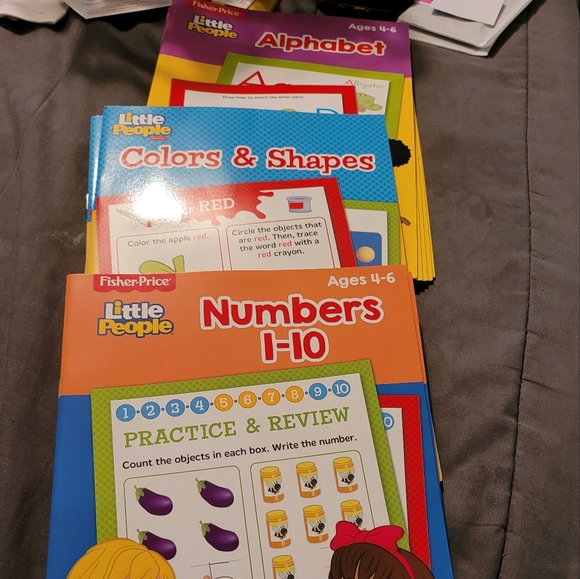 Fisher-Price
Little People
Ages 4-6
Alphabet
Alligator
Draw lines to match the letter pairs.
Little People
Colors & Shapes
RED
Color the apple red.
Circle the objects that
are red. Then, trace
the word red with a
red crayon.
Fisher-Price
Ages 4-6
Little People
Numbers
1-10
1-2-3-4-5-6-7-8-9-10
PRACTICE & REVIEW
Count the objects in each box. Write the number.